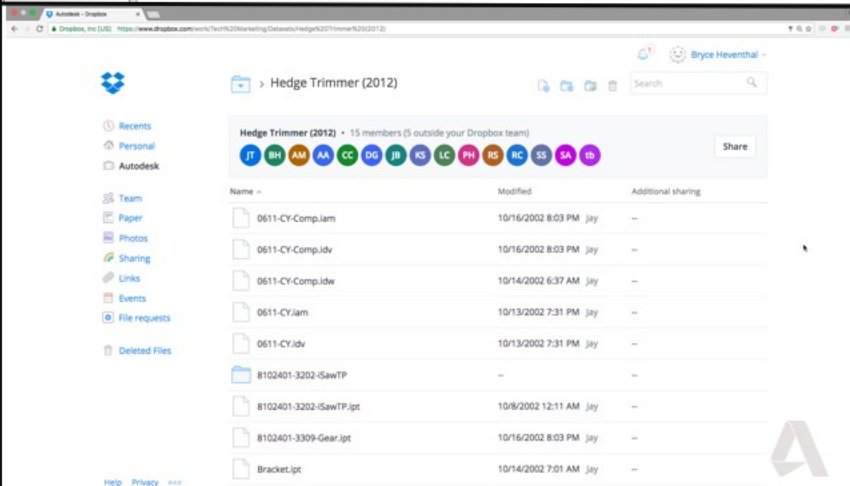 Autodesk - Dropbox
Dropbox, Inc [US] https://www.dropbox.com/work/Tech%20Marketing/Datasets/Hedge%20Trimmer%20(2012)
1
Bryce Heventhal
> Hedge Trimmer (2012)
Search
Recents
Personal
Autodesk
Team
Paper
Photos
Sharing
Links
Events
File requests
Deleted Files
Help Privacy
Hedge Trimmer (2012) • 15 members (5 outside your Dropbox team)
JT BH AM AA CC DG JB KS LC PH RS RC SS SA tb
Share
Name Modified Additional sharing
0611-CY-Comp.iam 10/16/2002 8:03 PM Jay --
0611-CY-Comp.idv 10/16/2002 8:03 PM Jay --
0611-CY-Comp.idw 10/14/2002 6:37 AM Jay --
0611-CY.iam 10/13/2002 7:31 PM Jay --
0611-CY.idv 10/13/2002 7:31 PM Jay --
8102401-3202-iSawTP -- --
8102401-3202-iSawTP.ipt 10/8/2002 12:11 AM Jay --
8102401-3309-Gear.ipt 10/16/2002 8:03 PM Jay --
Bracket.ipt 10/14/2002 7:01 AM Jay --